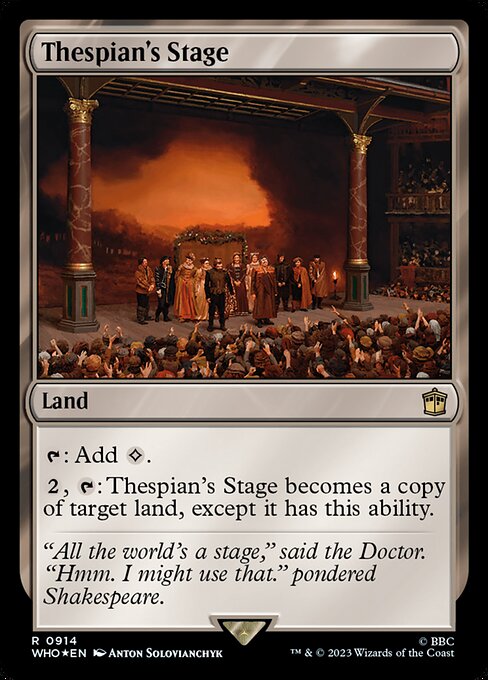 Thespian's Stage
Land
: Add .
2, : Thespian's Stage becomes a copy
of target land, except it has this ability.
“All the world's a stage,” said the Doctor.
“Hmm. I might use that.” pondered
Shakespeare.
R 0914
WHO★EN Anton Solovianchyk
© BBC
™ & © 2023 Wizards of the Coast